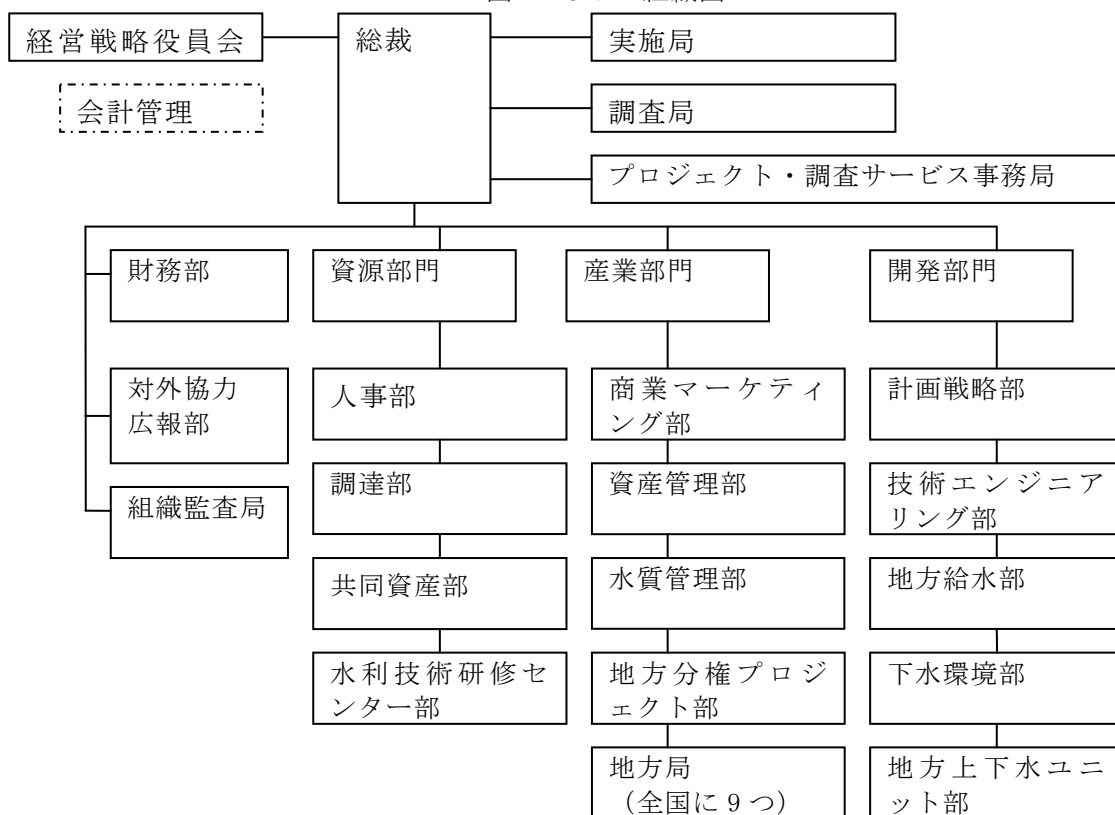 経営戦略役員会
総裁
実施局
会計管理
調査局
プロジェクト・調査サービス事務局
財務部
資源部門
産業部門
開発部門
対外協力
広報部
人事部
商業マーケティ
ング部
計画戦略部
組織監査局
調達部
資産管理部
技術エンジニア
リング部
共同資産部
水質管理部
地方給水部
水利技術研修セ
ンター部
地方分権プロジ
ェクト部
下水環境部
地方局
（全国に 9 つ）
地方上下水ユニ
ット部